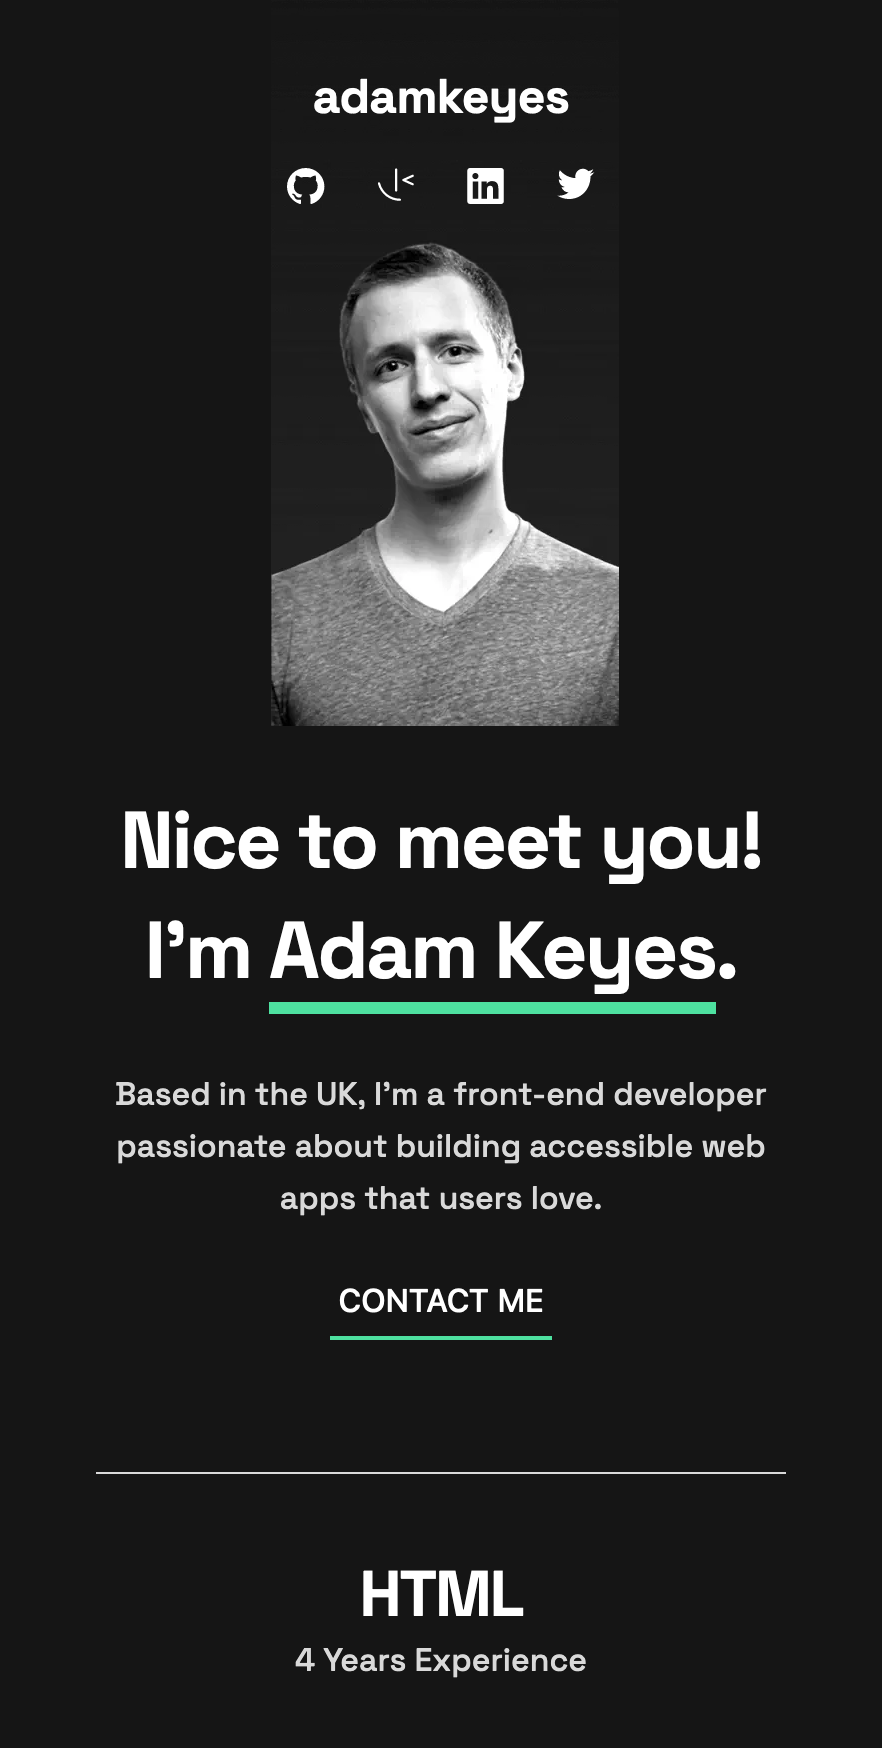 adamkeyes
in
Nice to meet you!
I’m Adam Keyes.
Based in the UK, I’m a front-end developer
passionate about building accessible web
apps that users love.
CONTACT ME
HTML
4 Years Experience